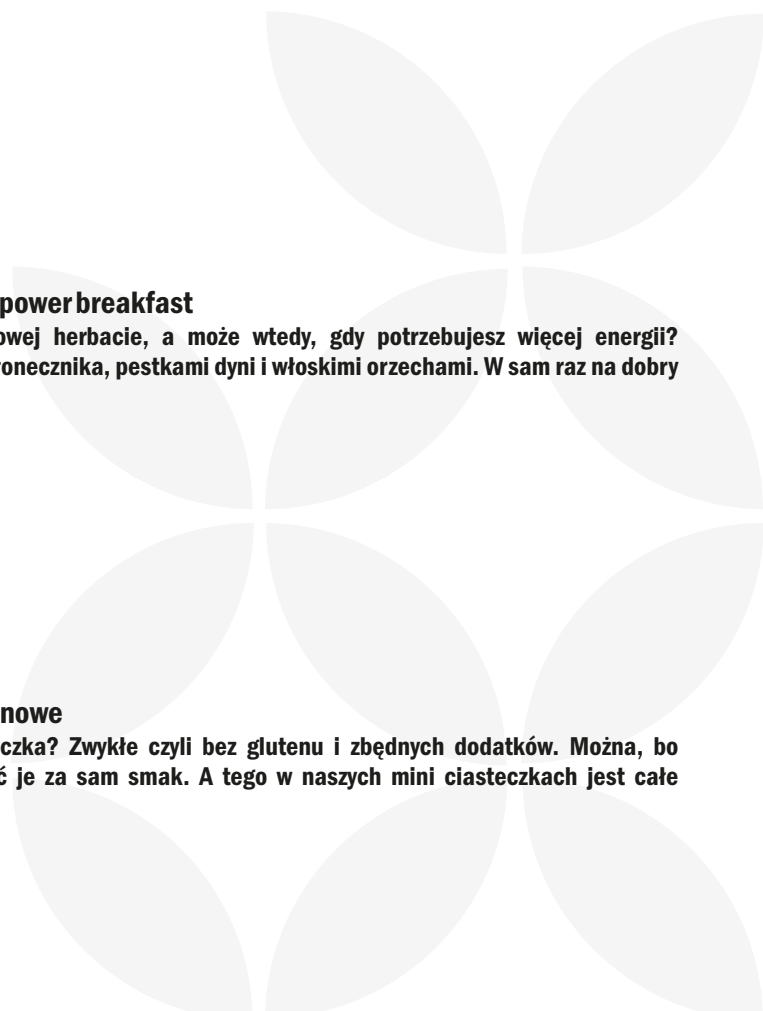 power breakfast
owej herbacie, a może wtedy, gdy potrzebujesz więcej energii?
onecznika, pestkami dyni i włoskimi orzechami. W sam raz na dobry
nowe
czka? Zwykłe czyli bez glutenu i zbędnych dodatków. Można, bo
ć je za sam smak. A tego w naszych mini ciasteczkach jest całe